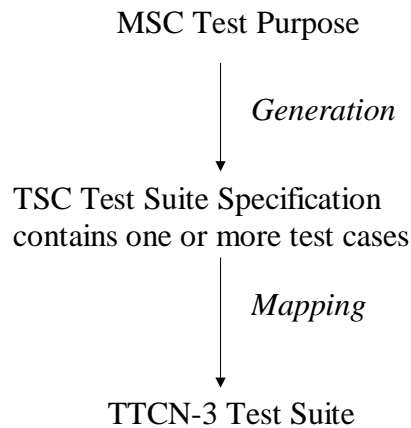 MSC Test Purpose
Generation
TSC Test Suite Specification
contains one or more test cases
Mapping
TTCN-3 Test Suite